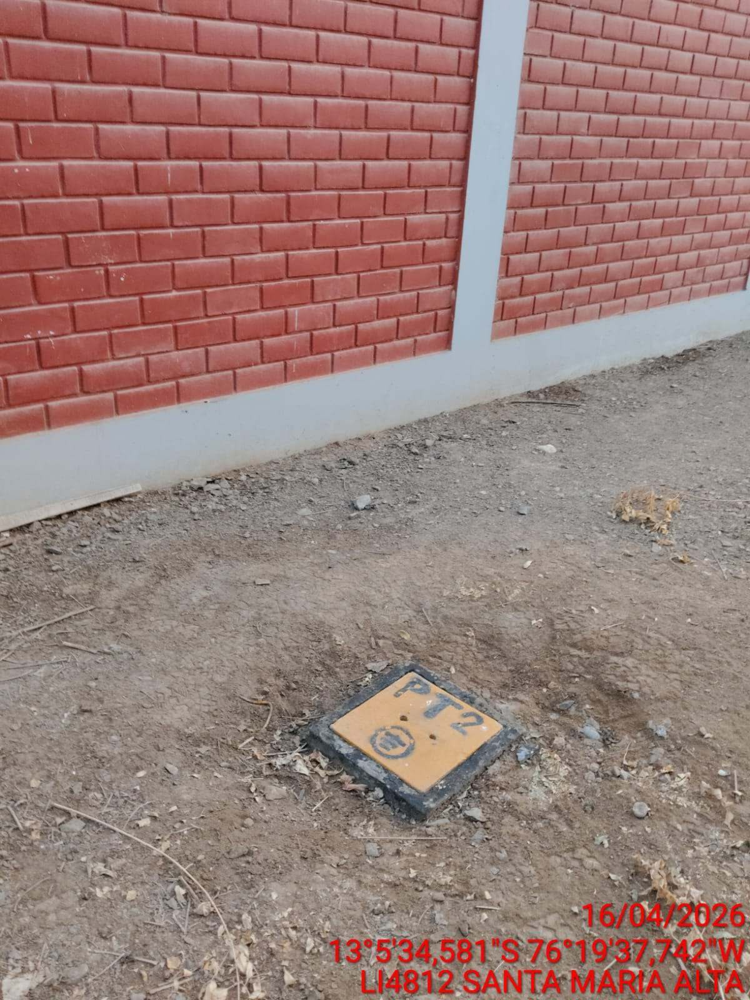 PT2
16/04/2026
13°5'34,581"S 76°19'37,742"W
LI4812 SANTA MARIA ALTA